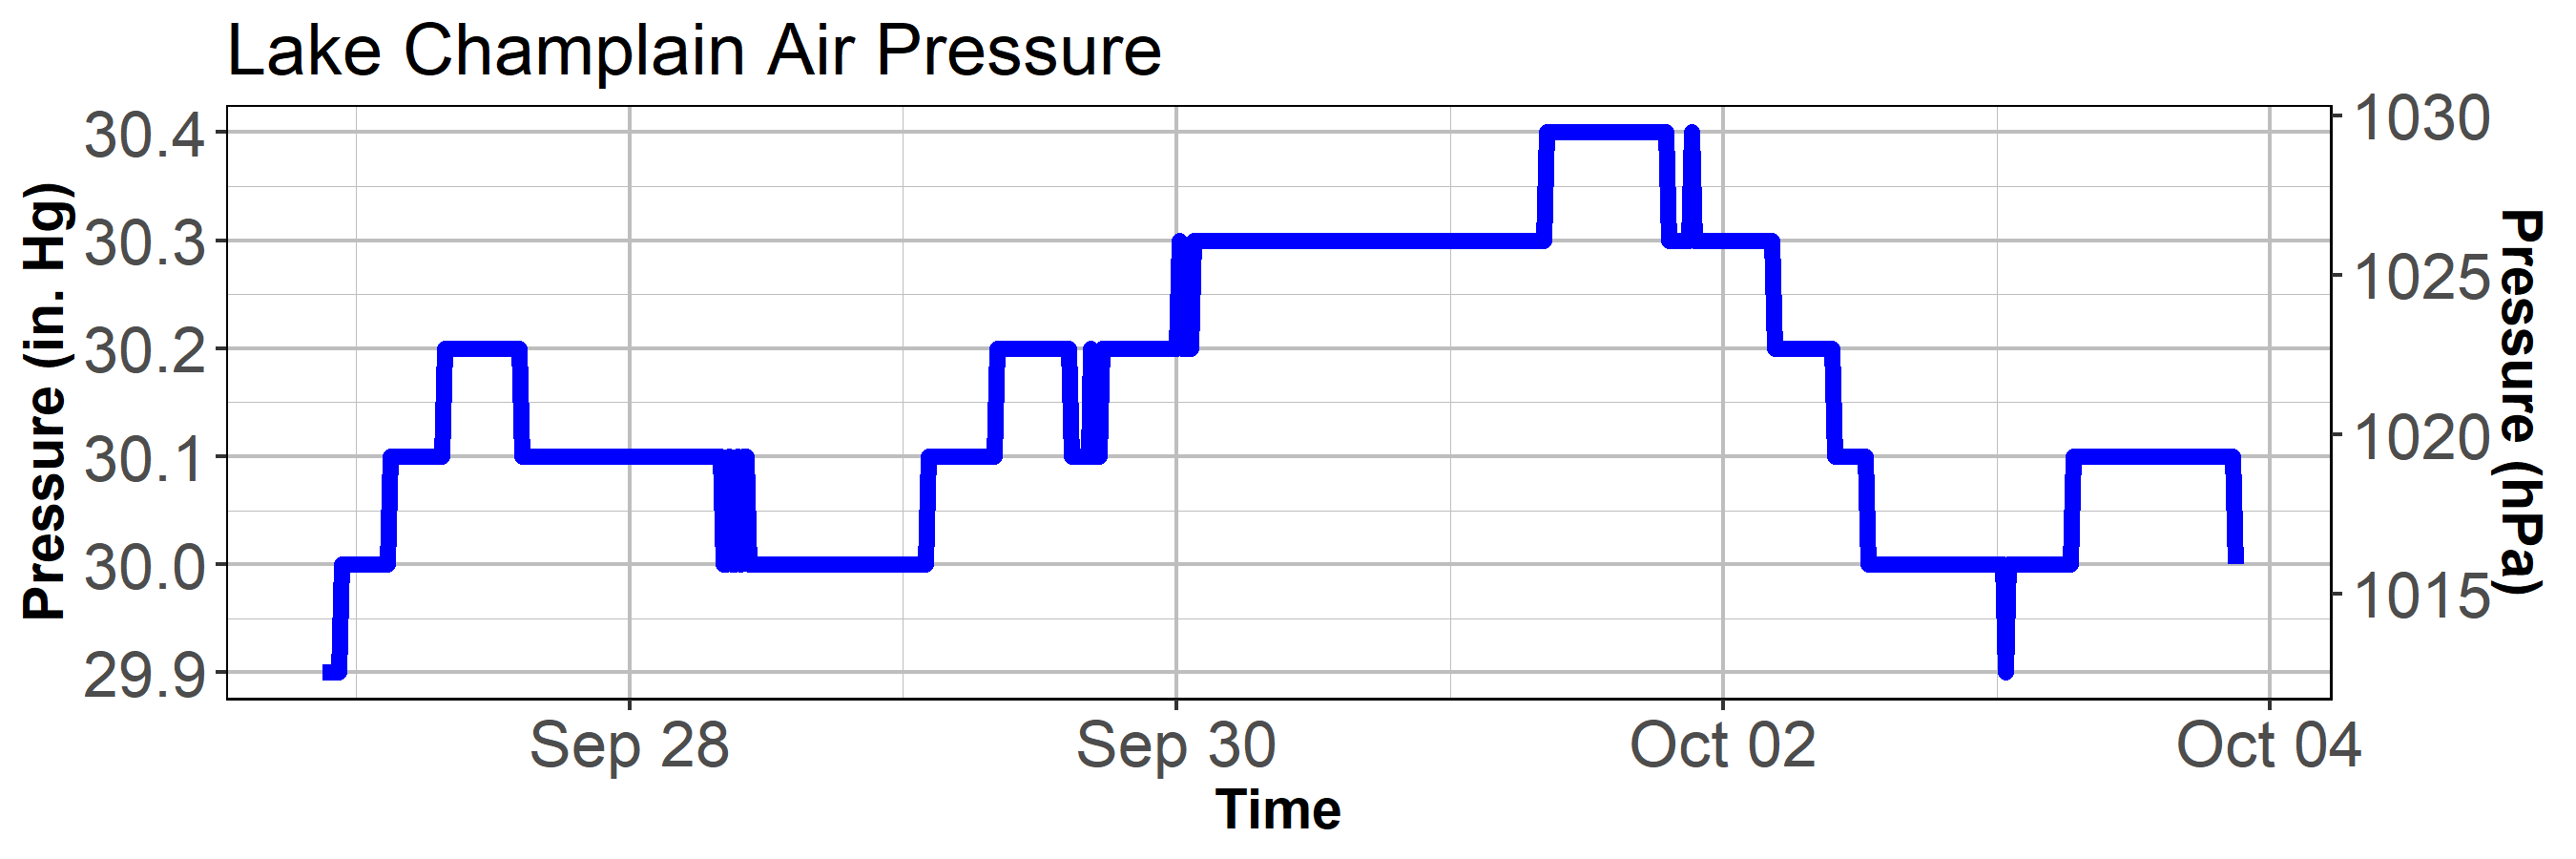 Lake Champlain Air Pressure
Pressure (in. Hg)
30.4
30.3
30.2
30.1
30.0
29.9
1030
1025
1020
1015
Pressure (hPa)
Sep 28
Sep 30
Oct 02
Oct 04
Time